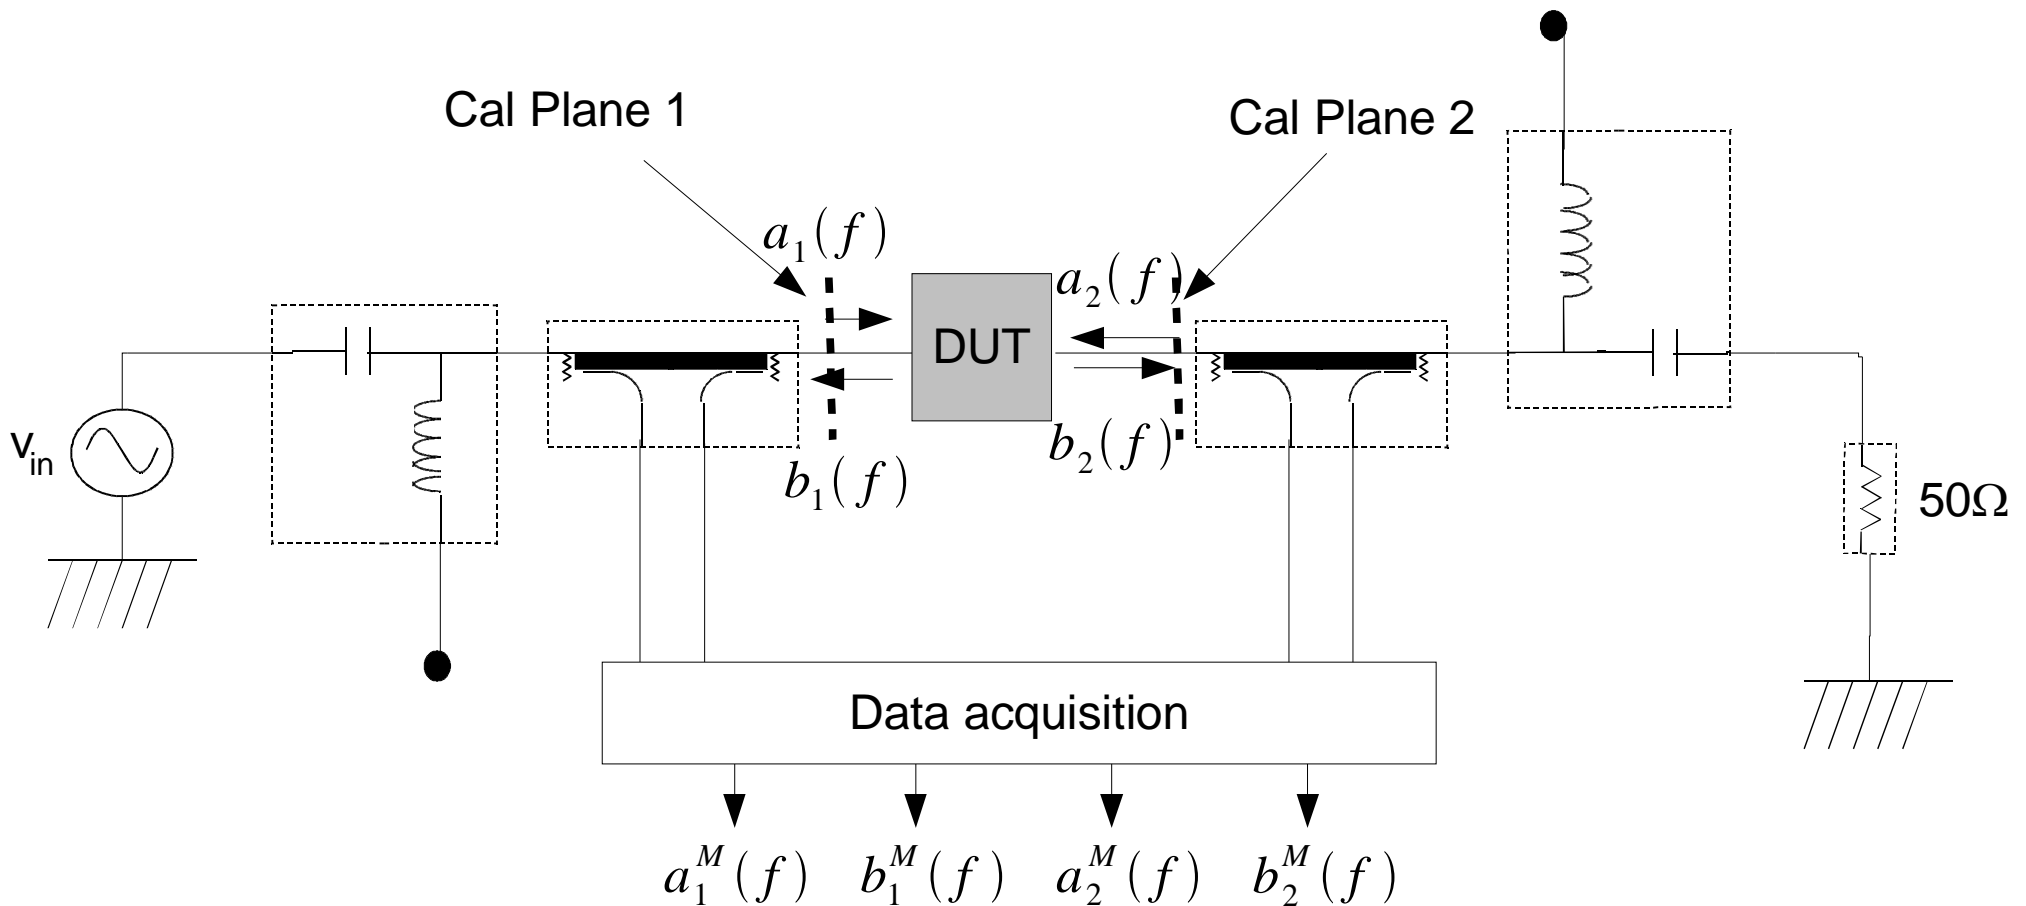 Cal Plane 1
Cal Plane 2
a₁(f)
a₂(f)
DUT
vᵢₙ
b₁(f)
b₂(f)
50Ω
Data acquisition
a₁ᴹ(f) b₁ᴹ(f) a₂ᴹ(f) b₂ᴹ(f)